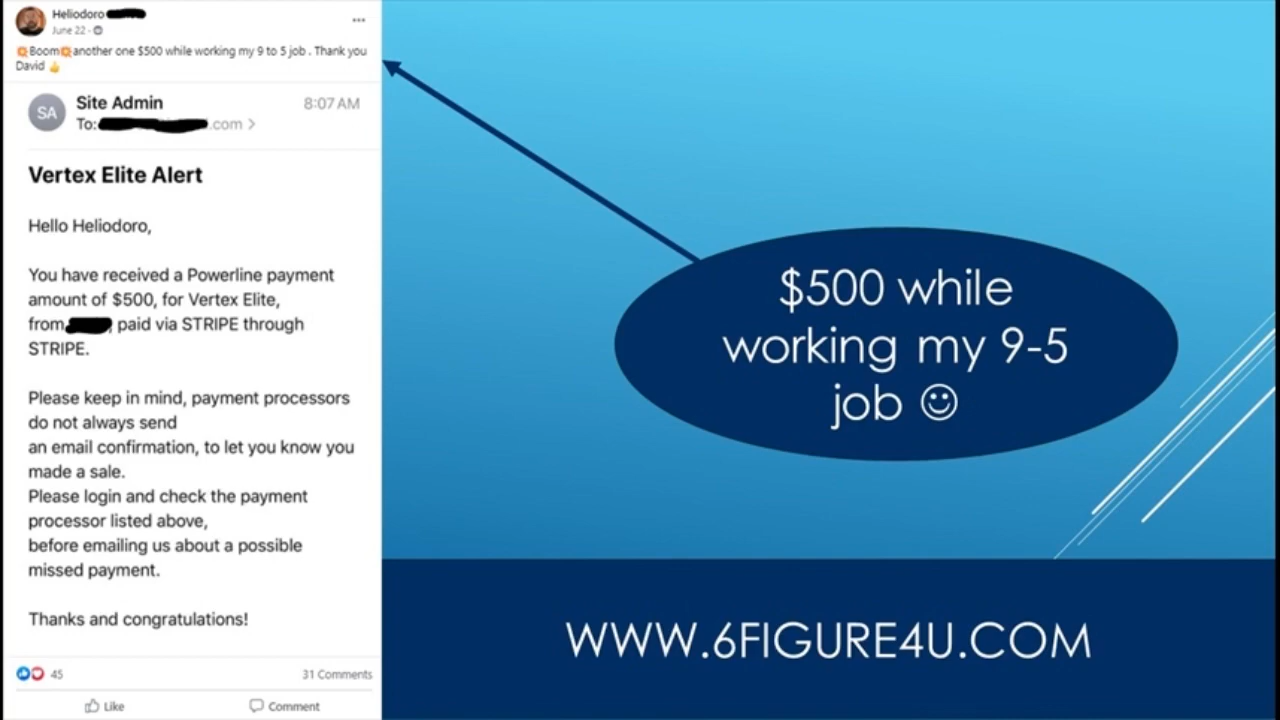 Heliodoro
June 22
💥Boom💥another one $500 while working my 9 to 5 job . Thank you
David 👍
SA
Site Admin
8:07 AM
To: .com >
Vertex Elite Alert
Hello Heliodoro,
You have received a Powerline payment
amount of $500, for Vertex Elite,
from , paid via STRIPE through
STRIPE.
Please keep in mind, payment processors
do not always send
an email confirmation, to let you know you
made a sale.
Please login and check the payment
processor listed above,
before emailing us about a possible
missed payment.
Thanks and congratulations!
45
31 Comments
Like
Comment
$500 while
working my 9-5
job ☺
WWW.6FIGURE4U.COM